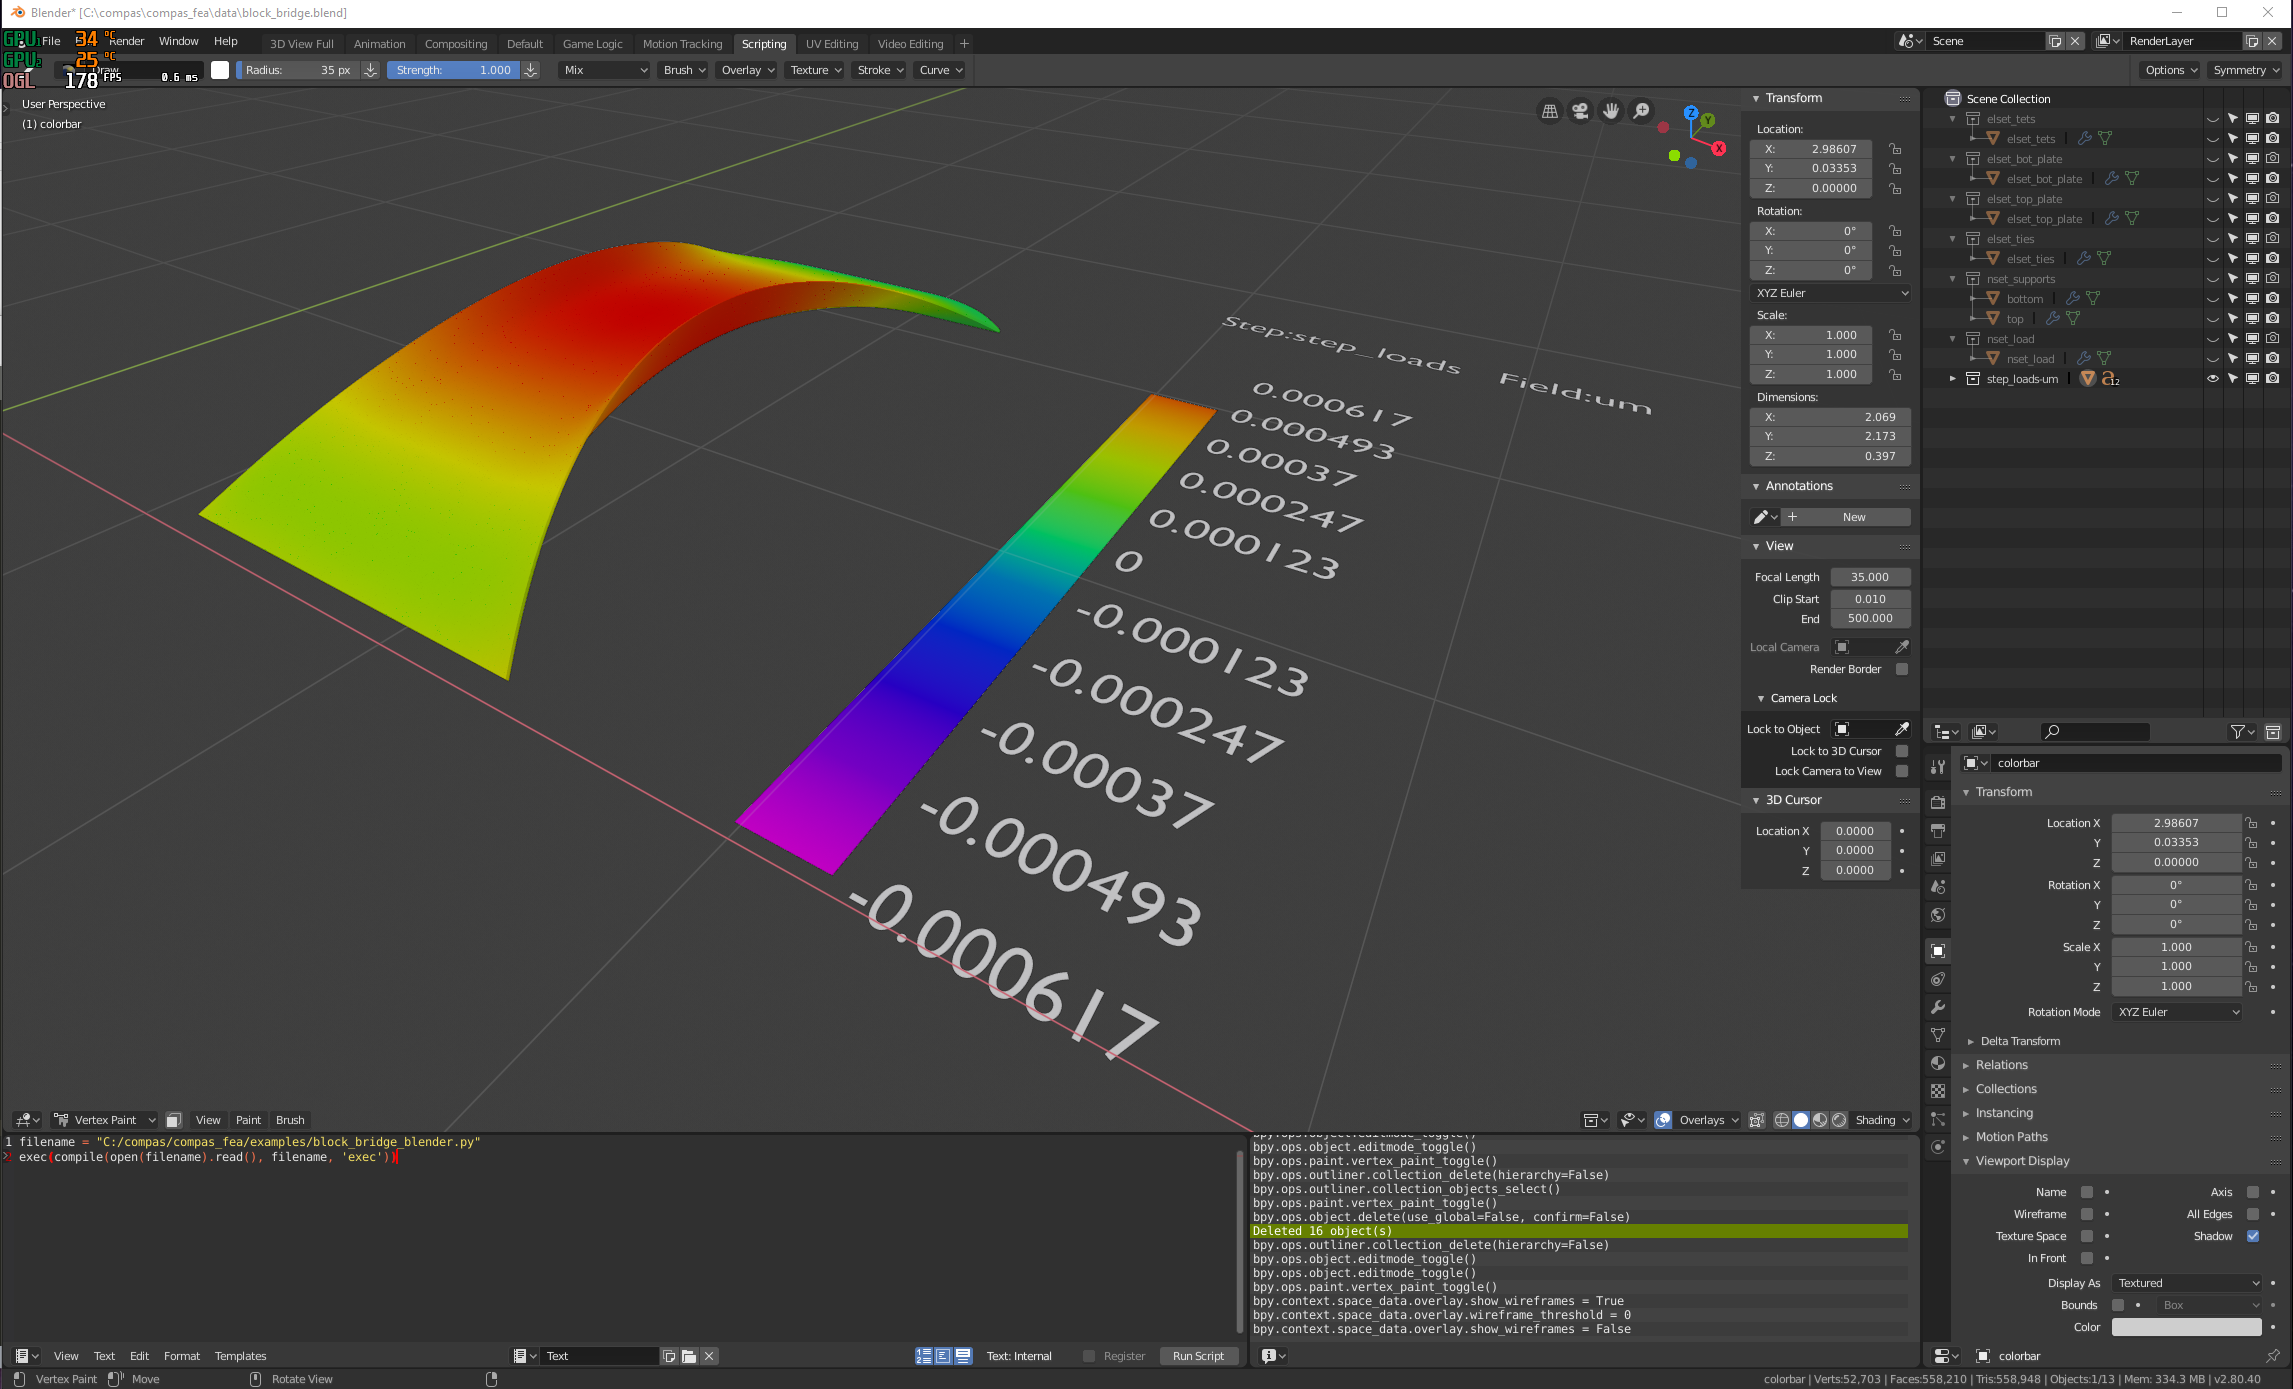 Blender* [C:\compas\compas_fea\data\block_bridge.blend]
GPU1 34 °C
GPU2 25 °C
OGL 178 FPS 0.6 ms
File Render Window Help
3D View Full Animation Compositing Default Game Logic Motion Tracking Scripting UV Editing Video Editing +
Scene RenderLayer
Draw Radius: 35 px Strength: 1.000 Mix Brush Overlay Texture Stroke Curve Options Symmetry
User Perspective
(1) colorbar
Z Y X
Step:step_loads Field:um
0.000617
0.000493
0.00037
0.000247
0.000123
0
-0.000123
-0.000247
-0.00037
-0.000493
-0.000617
Transform
Location:
X: 2.98607
Y: 0.03353
Z: 0.00000
Rotation:
X: 0°
Y: 0°
Z: 0°
XYZ Euler
Scale:
X: 1.000
Y: 1.000
Z: 1.000
Dimensions:
X: 2.069
Y: 2.173
Z: 0.397
Annotations
+ New
View
Focal Length 35.000
Clip Start 0.010
End 500.000
Local Camera
Render Border
Camera Lock
Lock to Object
Lock to 3D Cursor
Lock Camera to View
3D Cursor
Location X 0.0000
Y 0.0000
Z 0.0000
Scene Collection
elset_tets
elset_tets
elset_bot_plate
elset_bot_plate
elset_top_plate
elset_top_plate
elset_ties
elset_ties
nset_supports
bottom
top
nset_load
nset_load
step_loads-um a 12
colorbar
Transform
Location X 2.98607
Y 0.03353
Z 0.00000
Rotation X 0°
Y 0°
Z 0°
Scale X 1.000
Y 1.000
Z 1.000
Rotation Mode XYZ Euler
Delta Transform
Relations
Collections
Instancing
Motion Paths
Viewport Display
Name Axis
Wireframe All Edges
Texture Space Shadow
In Front
Display As Textured
Bounds Box
Color
colorbar
Vertex Paint View Paint Brush Overlays Shading
1 filename = "C:/compas/compas_fea/examples/block_bridge_blender.py"
2 exec(compile(open(filename).read(), filename, 'exec'))
bpy.ops.object.editmode_toggle()
bpy.ops.object.editmode_toggle()
bpy.ops.paint.vertex_paint_toggle()
bpy.ops.outliner.collection_delete(hierarchy=False)
bpy.ops.outliner.collection_objects_select()
bpy.ops.paint.vertex_paint_toggle()
bpy.ops.object.delete(use_global=False, confirm=False)
Deleted 16 object(s)
bpy.ops.outliner.collection_delete(hierarchy=False)
bpy.ops.object.editmode_toggle()
bpy.ops.object.editmode_toggle()
bpy.ops.paint.vertex_paint_toggle()
bpy.context.space_data.overlay.show_wireframes = True
bpy.context.space_data.overlay.wireframe_threshold = 0
bpy.context.space_data.overlay.show_wireframes = False
View Text Edit Format Templates Text Text: Internal Register Run Script
Vertex Paint Move Rotate View
colorbar | Verts:52,703 | Faces:558,210 | Tris:558,948 | Objects:1/13 | Mem: 334.3 MB | v2.80.40